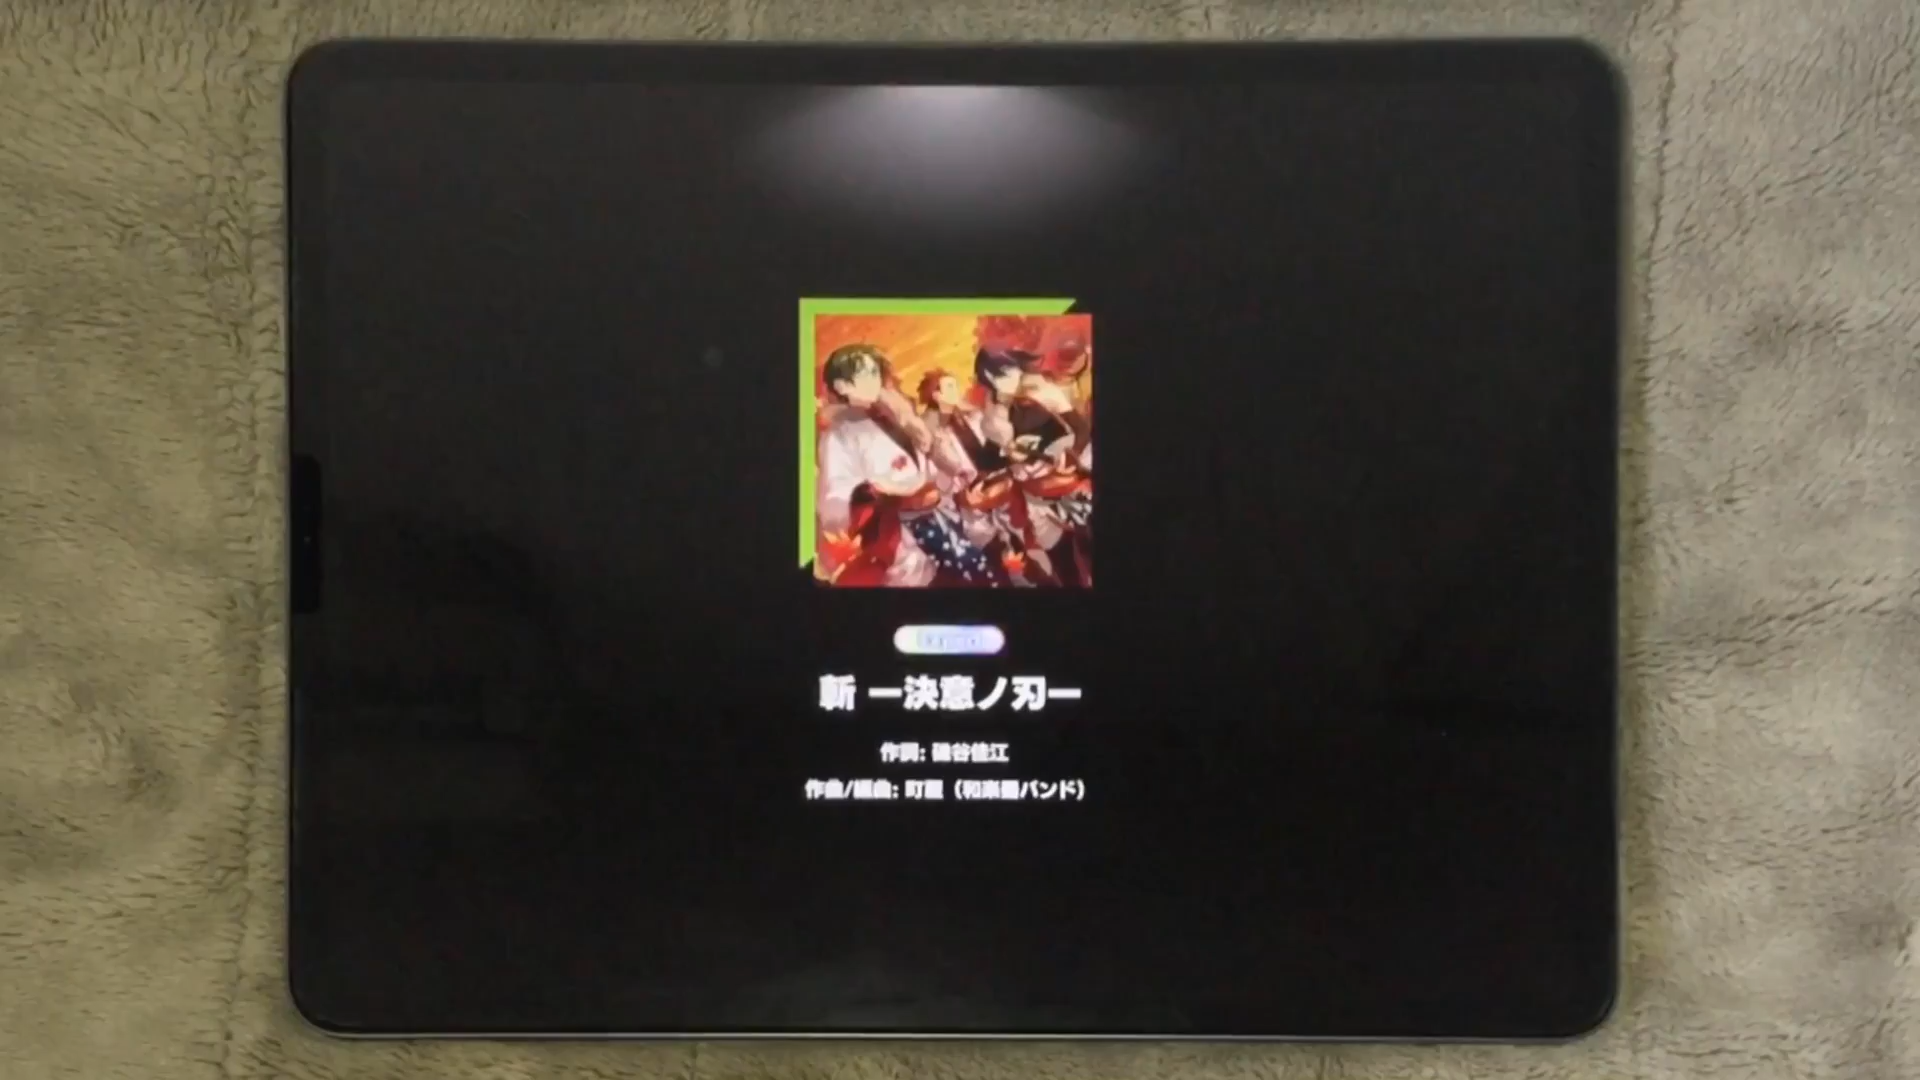 斬 ー決意ノ刃ー
作詞: 磯谷佳江
作曲/編曲: 町屋（和楽器バンド）